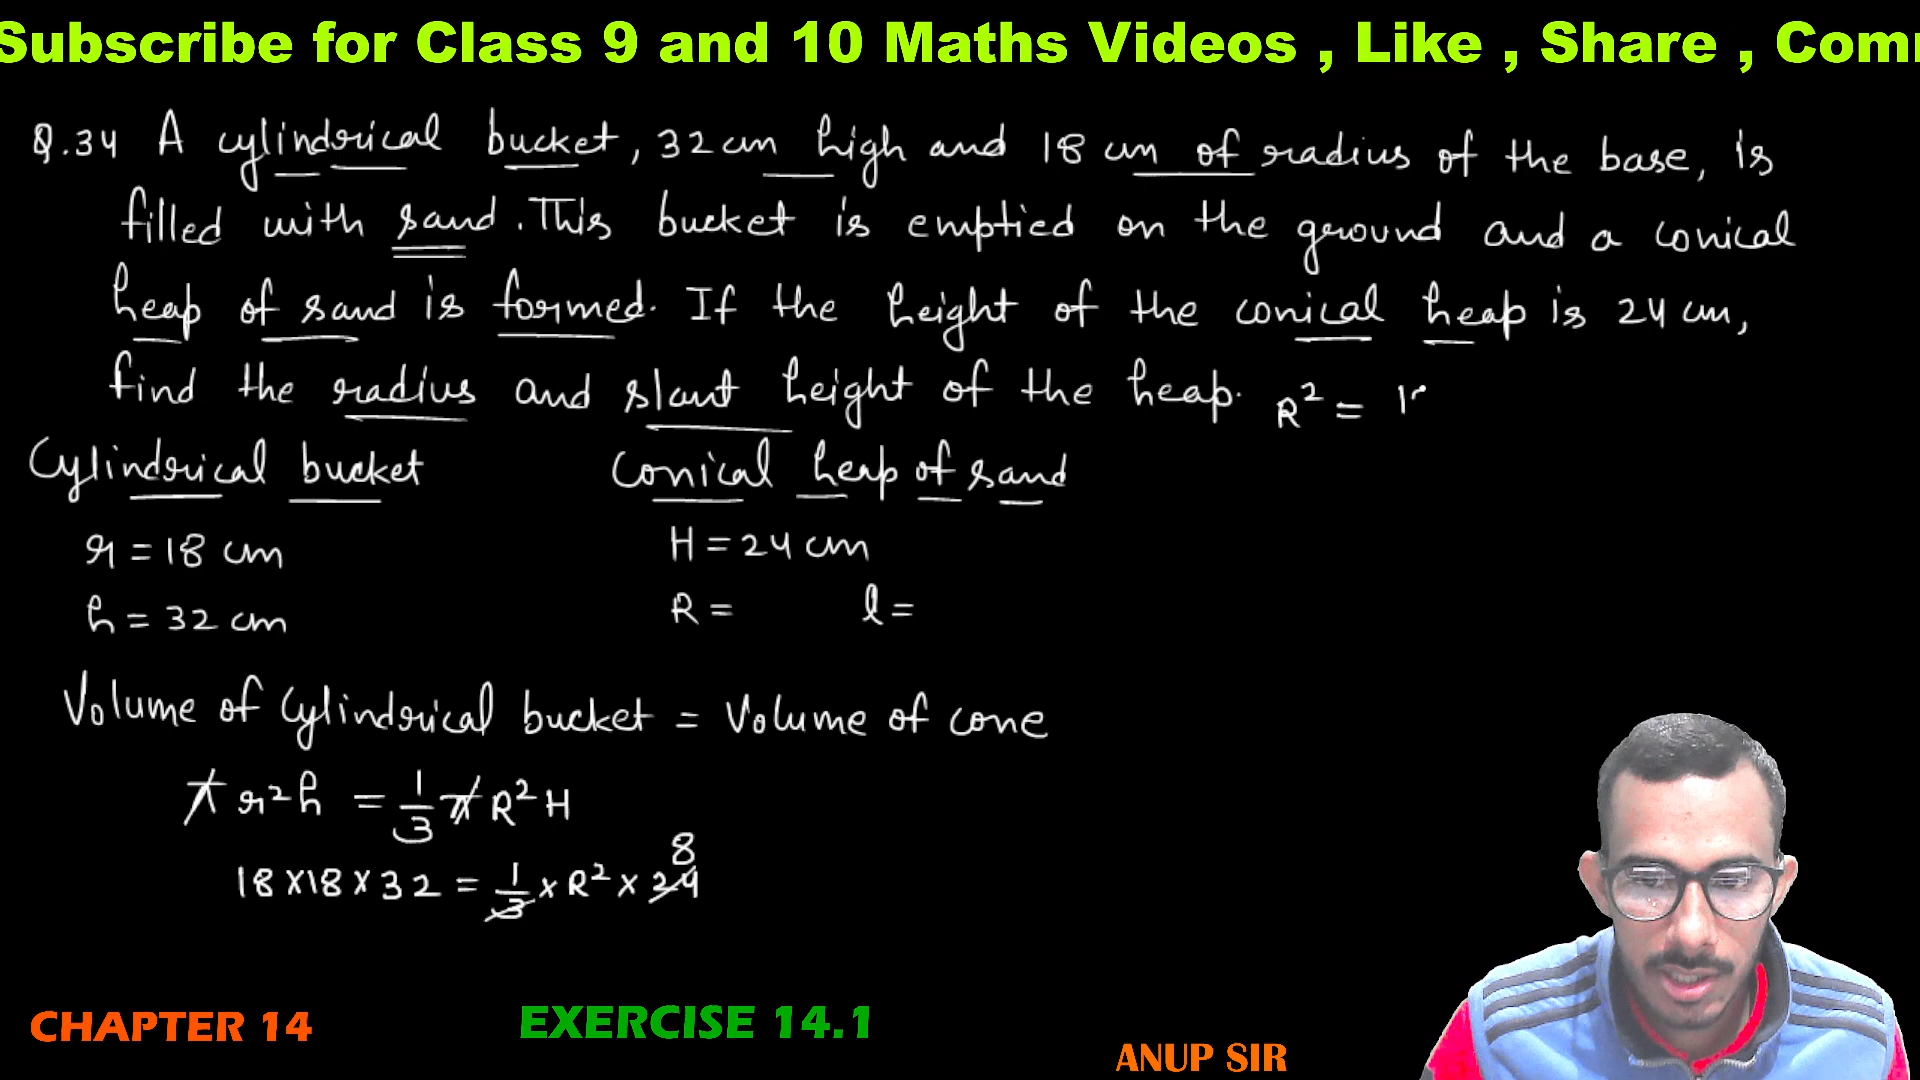 Subscribe for Class 9 and 10 Maths Videos , Like , Share , Com
Q.34 A cylindrical bucket, 32 cm high and 18 cm of radius of the base, is
filled with sand. This bucket is emptied on the ground and a conical
heap of sand is formed. If the height of the conical heap is 24 cm,
find the radius and slant height of the heap. R² = 1
Cylindrical bucket
Conical heap of sand
r = 18 cm
H = 24 cm
h = 32 cm
R = l =
Volume of Cylindrical bucket = Volume of cone
π r² h = 1/3 π R² H
8
18 × 18 × 32 = 1/3 × R² × 24
CHAPTER 14
EXERCISE 14.1
ANUP SIR